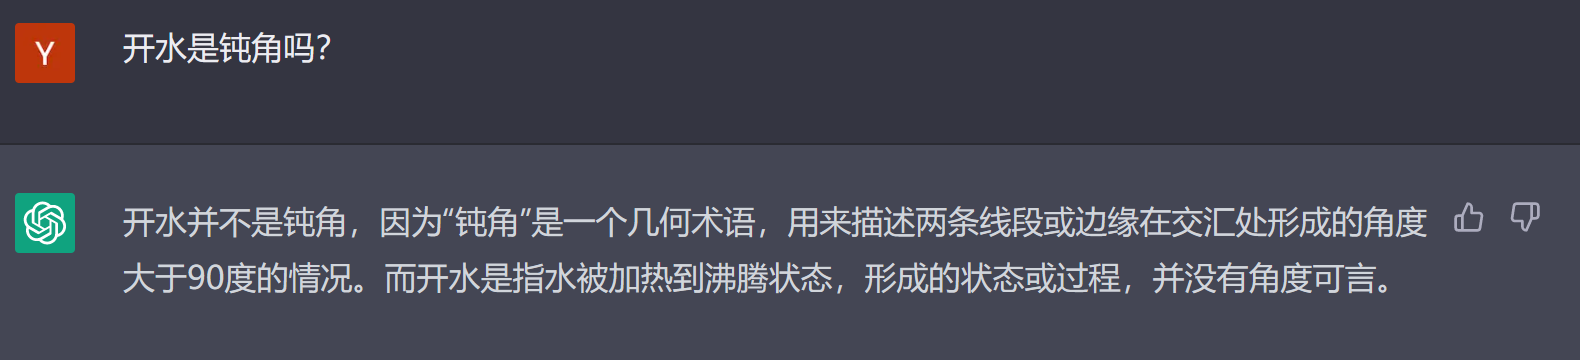 Y
开水是钝角吗？
开水并不是钝角，因为“钝角”是一个几何术语，用来描述两条线段或边缘在交汇处形成的角度
大于90度的情况。而开水是指水被加热到沸腾状态，形成的状态或过程，并没有角度可言。